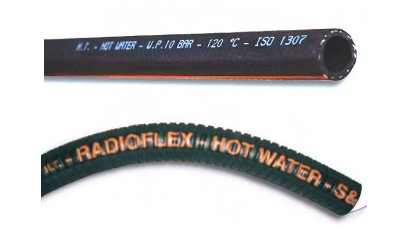 H.T. - HOT WATER - W.P.10 BAR - 120 °C - ISO 1307
H.T. - RADIOFLEX - HOT WATER - S&